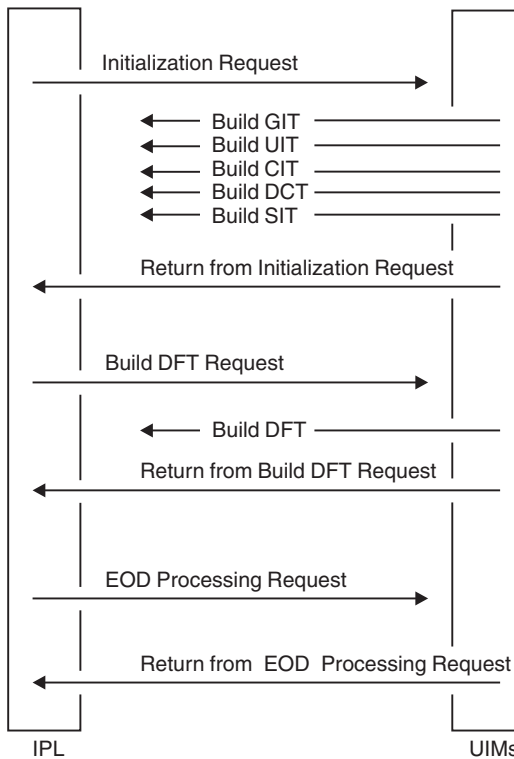 Initialization Request
Build GIT
Build UIT
Build CIT
Build DCT
Build SIT
Return from Initialization Request
Build DFT Request
Build DFT
Return from Build DFT Request
EOD Processing Request
Return from EOD Processing Request
IPL
UIMs